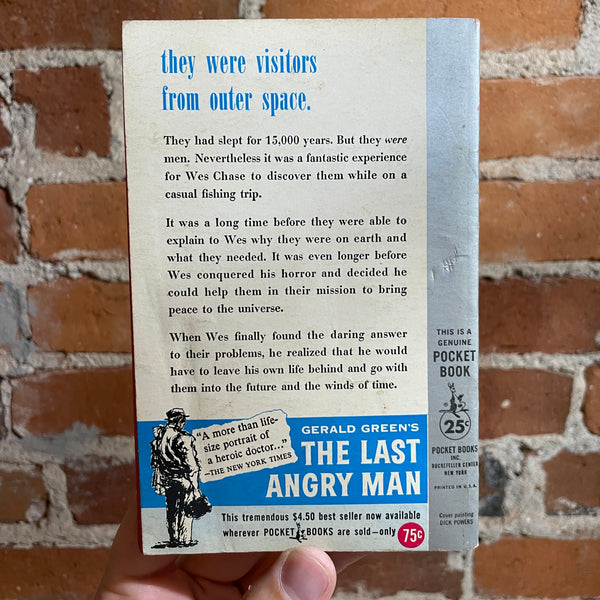 they were visitors
from outer space.
They had slept for 15,000 years. But they were
men. Nevertheless it was a fantastic experience
for Wes Chase to discover them while on a
casual fishing trip.
It was a long time before they were able to
explain to Wes why they were on earth and
what they needed. It was even longer before
Wes conquered his horror and decided he
could help them in their mission to bring
peace to the universe.
When Wes finally found the daring answer
to their problems, he realized that he would
have to leave his own life behind and go with
them into the future and the winds of time.
"A more than life-
size portrait of
a heroic doctor..."
—THE NEW YORK TIMES
GERALD GREEN'S
THE LAST
ANGRY MAN
This tremendous $4.50 best seller now available
wherever POCKET BOOKS are sold—only 75¢
THIS IS A
GENUINE
POCKET
BOOK
25¢
POCKET BOOKS
INC.
ROCKEFELLER CENTER
NEW YORK
PRINTED IN U.S.A.
Cover painting
DICK POWERS